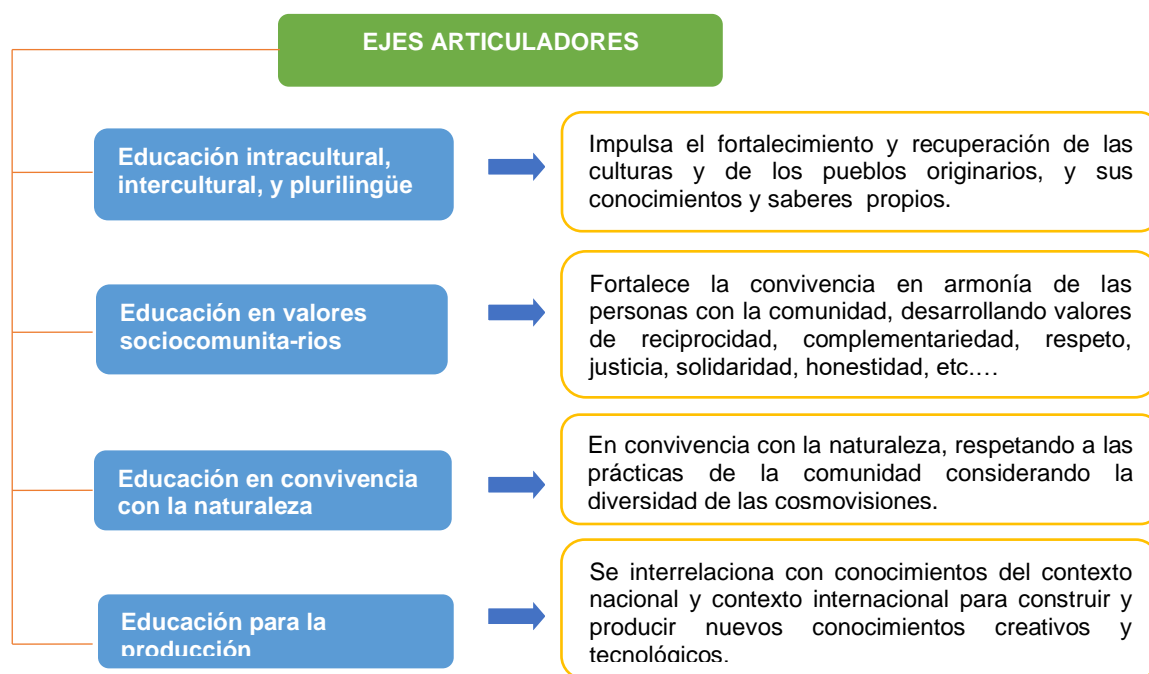 EJES ARTICULADORES
Educación intracultural,
intercultural, y plurilingüe
Impulsa el fortalecimiento y recuperación de las
culturas y de los pueblos originarios, y sus
conocimientos y saberes propios.
Educación en valores
sociocomunita-rios
Fortalece la convivencia en armonía de las
personas con la comunidad, desarrollando valores
de reciprocidad, complementariedad, respeto,
justicia, solidaridad, honestidad, etc.…
Educación en convivencia
con la naturaleza
En convivencia con la naturaleza, respetando a las
prácticas de la comunidad considerando la
diversidad de las cosmovisiones.
Educación para la
producción
Se interrelaciona con conocimientos del contexto
nacional y contexto internacional para construir y
producir nuevos conocimientos creativos y
tecnológicos.